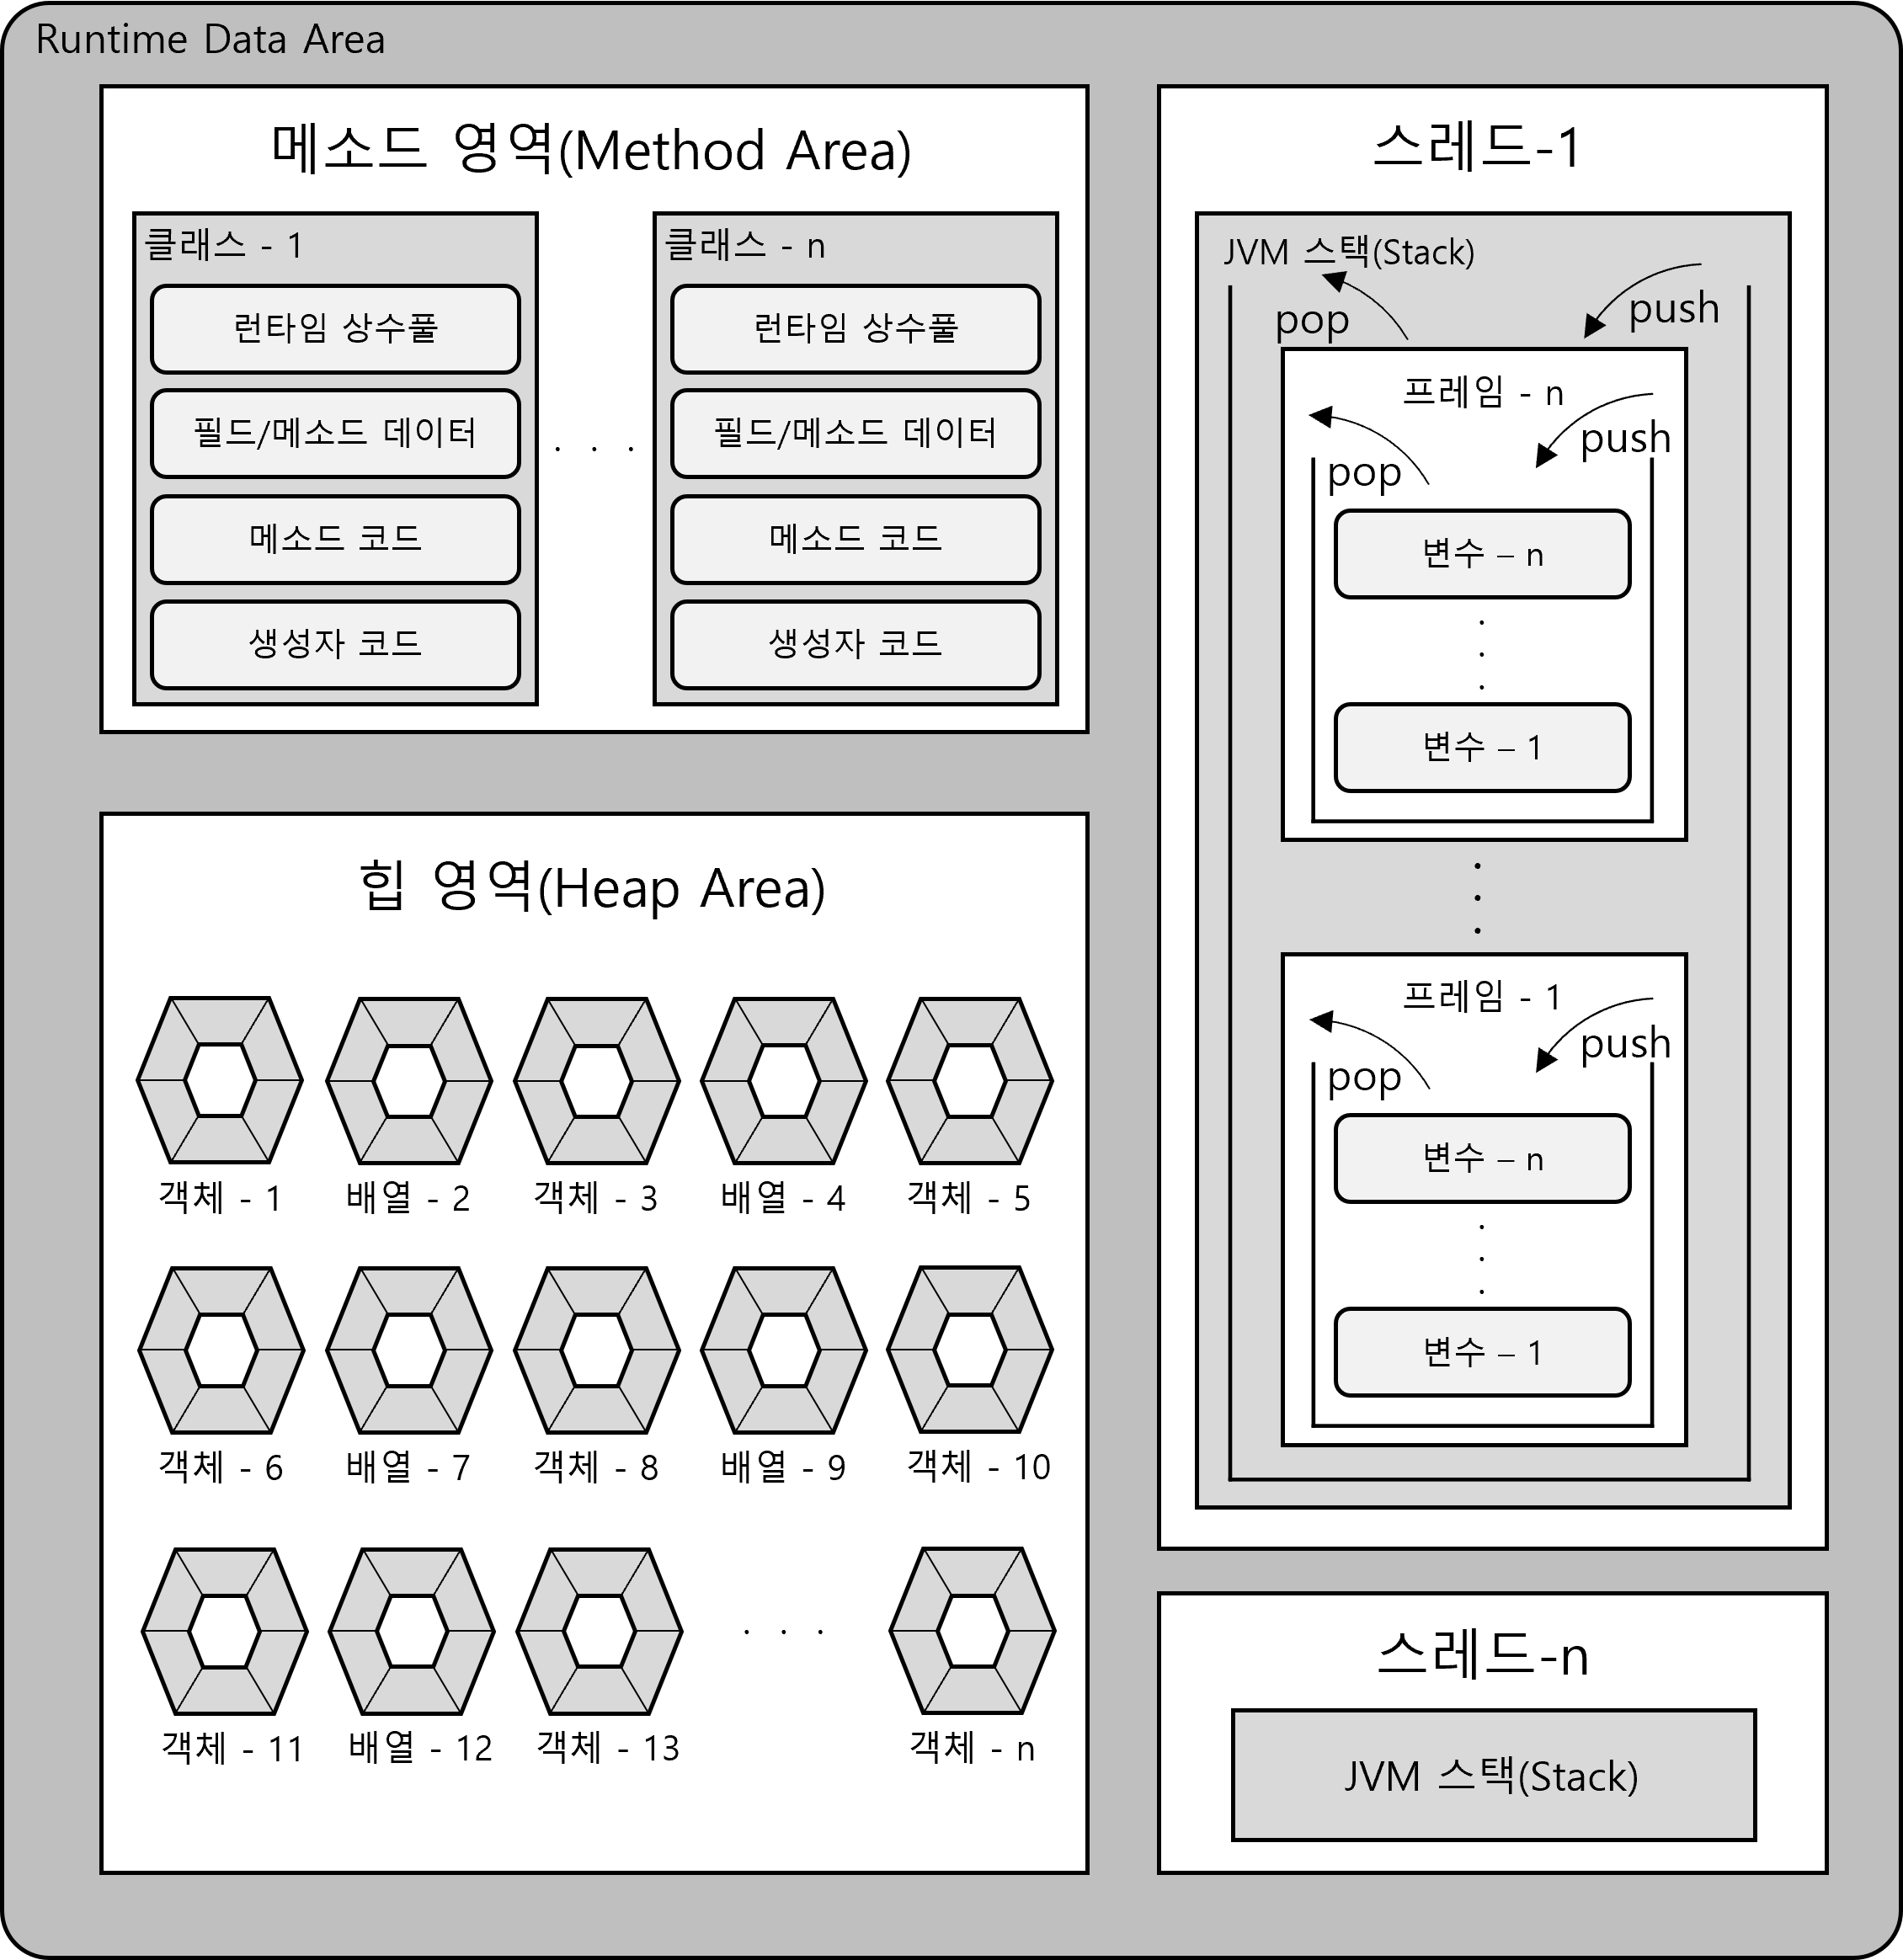 Runtime Data Area
메소드 영역(Method Area)
클래스 - 1
런타임 상수풀
필드/메소드 데이터
메소드 코드
생성자 코드
. . .
클래스 - n
런타임 상수풀
필드/메소드 데이터
메소드 코드
생성자 코드
힙 영역(Heap Area)
객체 - 1
배열 - 2
객체 - 3
배열 - 4
객체 - 5
객체 - 6
배열 - 7
객체 - 8
배열 - 9
객체 - 10
객체 - 11
배열 - 12
객체 - 13
. . .
객체 - n
스레드-1
JVM 스택(Stack)
pop
push
프레임 - n
pop
push
변수 – n
.
.
.
변수 – 1
.
.
.
프레임 - 1
pop
push
변수 – n
.
.
.
변수 – 1
스레드-n
JVM 스택(Stack)